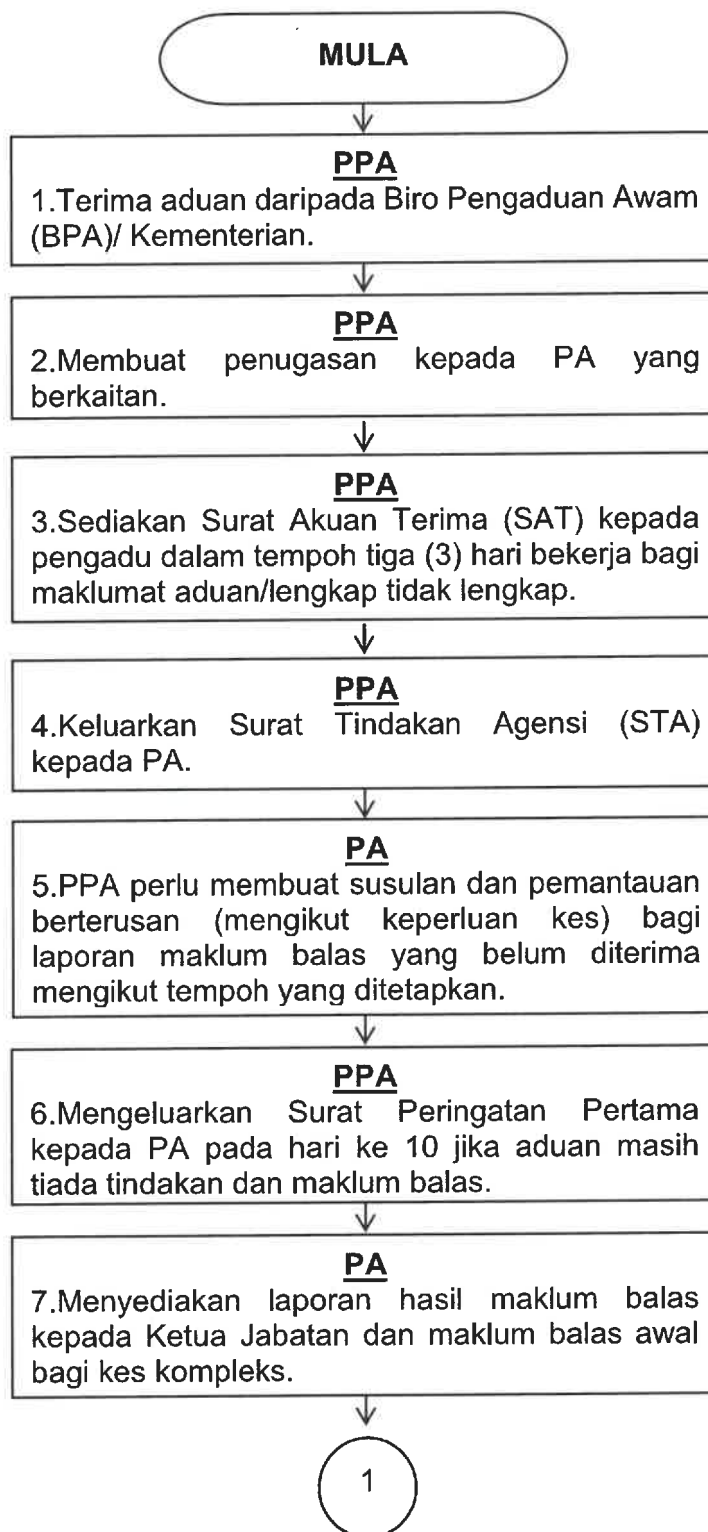 MULA
PPA
1.Terima aduan daripada Biro Pengaduan Awam
(BPA)/ Kementerian.
PPA
2.Membuat penugasan kepada PA yang
berkaitan.
PPA
3.Sediakan Surat Akuan Terima (SAT) kepada
pengadu dalam tempoh tiga (3) hari bekerja bagi
maklumat aduan/lengkap tidak lengkap.
PPA
4.Keluarkan Surat Tindakan Agensi (STA)
kepada PA.
PA
5.PPA perlu membuat susulan dan pemantauan
berterusan (mengikut keperluan kes) bagi
laporan maklum balas yang belum diterima
mengikut tempoh yang ditetapkan.
PPA
6.Mengeluarkan Surat Peringatan Pertama
kepada PA pada hari ke 10 jika aduan masih
tiada tindakan dan maklum balas.
PA
7.Menyediakan laporan hasil maklum balas
kepada Ketua Jabatan dan maklum balas awal
bagi kes kompleks.
1